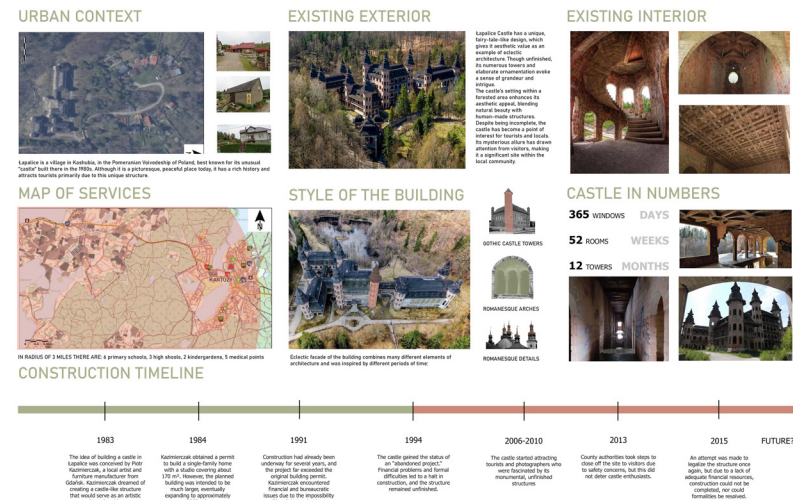 URBAN CONTEXT
Łapalice is a village in Kashubia, in the Pomeranian Voivodeship of Poland, best known for its unusual
"castle" built there in the 1980s. Although it is a picturesque, peaceful place today, it has a rich history and
attracts tourists primarily due to this unique structure.
EXISTING EXTERIOR
Łapalice Castle has a unique,
fairy-tale-like design, which
gives it aesthetic value as an
example of eclectic
architecture. Though unfinished,
its numerous towers and
elaborate ornamentation evoke
a sense of grandeur and
intrigue.
The castle's setting within a
forested area enhances its
aesthetic appeal, blending
natural beauty with
human-made structures.
Despite being incomplete, the
castle has become a point of
interest for tourists and locals.
Its mysterious allure has drawn
attention from visitors, making
it a significant site within the
local community.
EXISTING INTERIOR
MAP OF SERVICES
KARTUZY
IN RADIUS OF 3 MILES THERE ARE: 6 primary schools, 3 high shools, 2 kindergardens, 5 medical points
STYLE OF THE BUILDING
Eclectic facade of the building combines many different elements of
architecture and was inspired by different periods of time:
GOTHIC CASTLE TOWERS
ROMANESQUE ARCHES
ROMANESQUE DETAILS
CASTLE IN NUMBERS
365 WINDOWS DAYS
52 ROOMS WEEKS
12 TOWERS MONTHS
CONSTRUCTION TIMELINE
1983
The idea of building a castle in
Łapalice was conceived by Piotr
Kazimierczak, a local artist and
furniture manufacturer from
Gdańsk. Kazimierczak dreamed of
creating a castle-like structure
that would serve as an artistic
1984
Kazimierczak obtained a permit
to build a single-family home
with a studio covering about
170 m². However, the planned
building was intended to be
much larger, eventually
expanding to approximately
1991
Construction had already been
underway for several years, and
the project far exceeded the
original building permit.
Kazimierczak encountered
financial and bureaucratic
issues due to the impossibility
1994
The castle gained the status of
an "abandoned project."
Financial problems and formal
difficulties led to a halt in
construction, and the structure
remained unfinished.
2006-2010
The castle started attracting
tourists and photographers who
were fascinated by its
monumental, unfinished
structures
2013
County authorities took steps to
close off the site to visitors due
to safety concerns, but this did
not deter castle enthusiasts.
2015
An attempt was made to
legalize the structure once
again, but due to a lack of
adequate financial resources,
construction could not be
completed, nor could
formalities be resolved.
FUTURE?